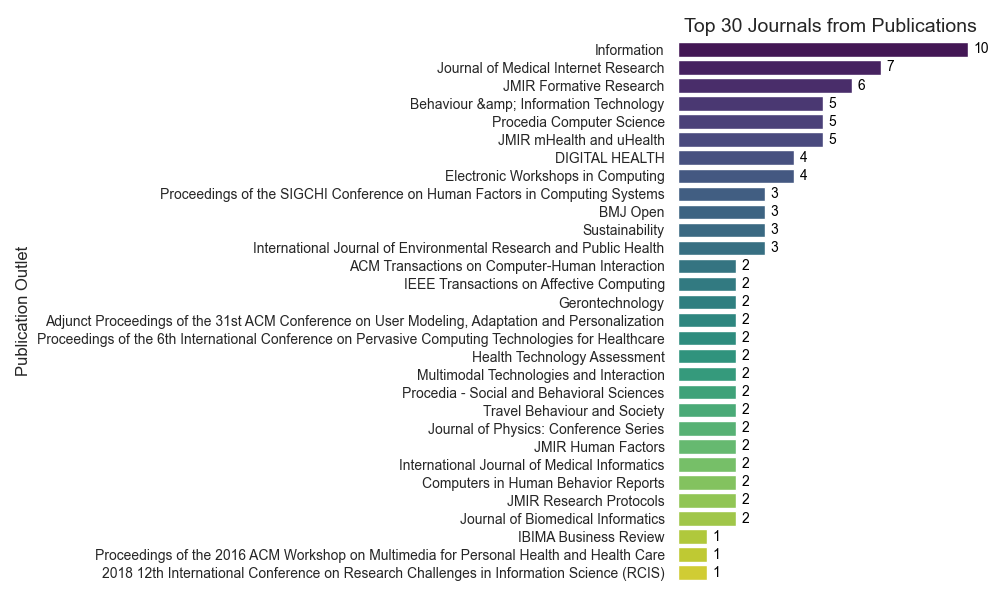 Top 30 Journals from Publications
Publication Outlet
Information 10
Journal of Medical Internet Research 7
JMIR Formative Research 6
Behaviour &amp; Information Technology 5
Procedia Computer Science 5
JMIR mHealth and uHealth 5
DIGITAL HEALTH 4
Electronic Workshops in Computing 4
Proceedings of the SIGCHI Conference on Human Factors in Computing Systems 3
BMJ Open 3
Sustainability 3
International Journal of Environmental Research and Public Health 3
ACM Transactions on Computer-Human Interaction 2
IEEE Transactions on Affective Computing 2
Gerontechnology 2
Adjunct Proceedings of the 31st ACM Conference on User Modeling, Adaptation and Personalization 2
Proceedings of the 6th International Conference on Pervasive Computing Technologies for Healthcare 2
Health Technology Assessment 2
Multimodal Technologies and Interaction 2
Procedia - Social and Behavioral Sciences 2
Travel Behaviour and Society 2
Journal of Physics: Conference Series 2
JMIR Human Factors 2
International Journal of Medical Informatics 2
Computers in Human Behavior Reports 2
JMIR Research Protocols 2
Journal of Biomedical Informatics 2
IBIMA Business Review 1
Proceedings of the 2016 ACM Workshop on Multimedia for Personal Health and Health Care 1
2018 12th International Conference on Research Challenges in Information Science (RCIS) 1